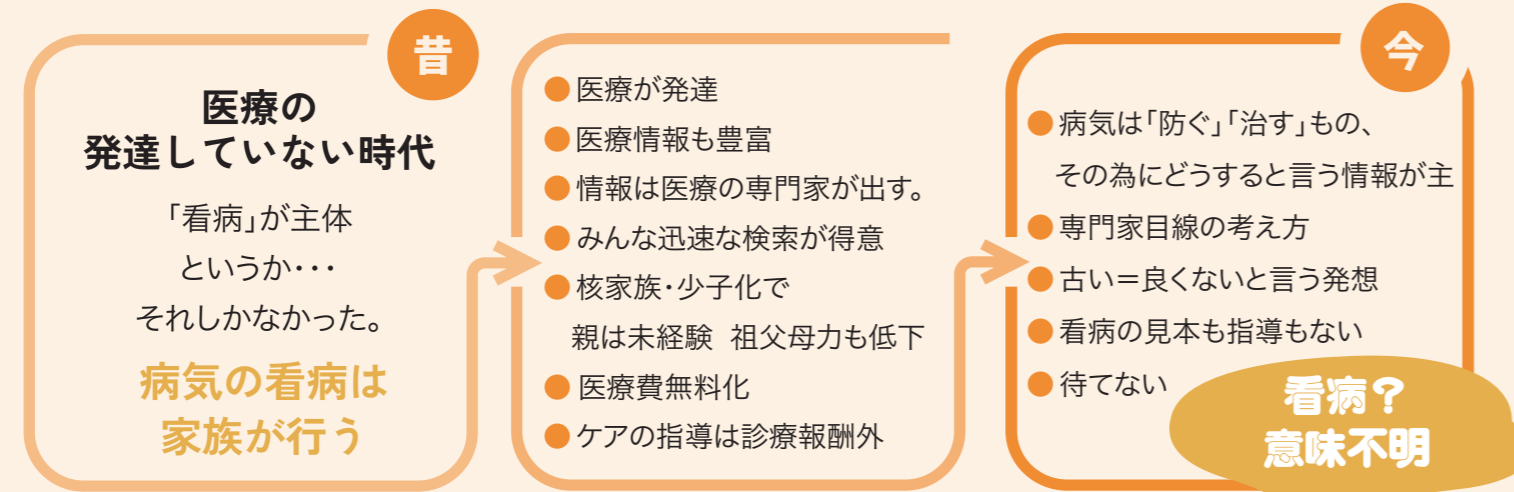 昔
医療の
発達していない時代
「看病」が主体
というか・・・
それしかなかった。
病気の看病は
家族が行う
●医療が発達
●医療情報も豊富
●情報は医療の専門家が出す。
●みんな迅速な検索が得意
●核家族・少子化で
親は未経験 祖父母力も低下
●医療費無料化
●ケアの指導は診療報酬外
今
●病気は「防ぐ」「治す」もの、
その為にどうすると言う情報が主
●専門家目線の考え方
●古い=良くないと言う発想
●看病の見本も指導もない
●待てない
看病?
意味不明